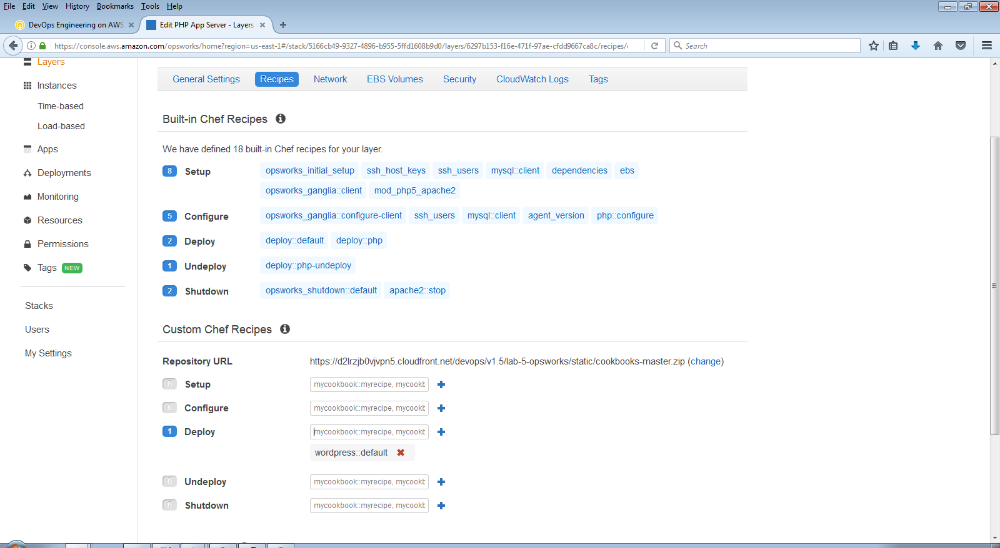 File Edit View History Bookmarks Tools Help
DevOps Engineering on AWS × Edit PHP App Server - Layers × +
https://console.aws.amazon.com/opsworks/home?region=us-east-1#/stack/5166cb49-9327-4896-b955-5ffd1608b9d0/layers/6297b153-f16e-471f-97ae-cfdd9667ca8c/recipes/ Search
Layers
Instances
Time-based
Load-based
Apps
Deployments
Monitoring
Resources
Permissions
Tags NEW
Stacks
Users
My Settings
General Settings Recipes Network EBS Volumes Security CloudWatch Logs Tags
Built-in Chef Recipes
We have defined 18 built-in Chef recipes for your layer.
8 Setup opsworks_initial_setup ssh_host_keys ssh_users mysql::client dependencies ebs
opsworks_ganglia::client mod_php5_apache2
5 Configure opsworks_ganglia::configure-client ssh_users mysql::client agent_version php::configure
2 Deploy deploy::default deploy::php
1 Undeploy deploy::php-undeploy
2 Shutdown opsworks_shutdown::default apache2::stop
Custom Chef Recipes
Repository URL https://d2lrzjb0vjvpn5.cloudfront.net/devops/v1.5/lab-5-opsworks/static/cookbooks-master.zip (change)
0 Setup mycookbook::myrecipe, mycookb
0 Configure mycookbook::myrecipe, mycookb
1 Deploy mycookbook::myrecipe, mycookb
wordpress::default
0 Undeploy mycookbook::myrecipe, mycookb
0 Shutdown mycookbook::myrecipe, mycookb